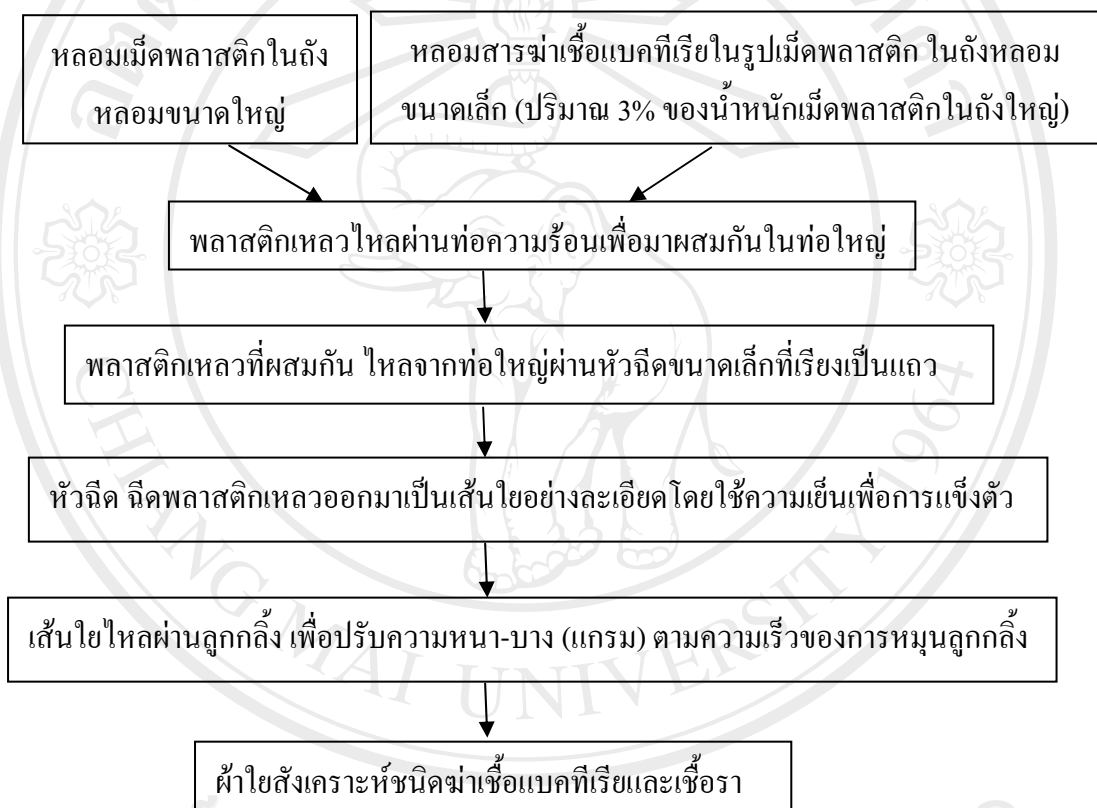 หลอมเม็ดพลาสติกในถัง
หลอมขนาดใหญ่
หลอมสารฆ่าเชื้อแบคทีเรียในรูปเม็ดพลาสติก ในถังหลอม
ขนาดเล็ก (ปริมาณ 3% ของน้ำหนักเม็ดพลาสติกในถังใหญ่)
พลาสติกเหลวไหลผ่านท่อความร้อนเพื่อมาผสมกันในท่อใหญ่
พลาสติกเหลวที่ผสมกัน ไหลจากท่อใหญ่ผ่านหัวฉีดขนาดเล็กที่เรียงเป็นแถว
หัวฉีด ฉีดพลาสติกเหลวออกมาเป็นเส้นใยอย่างละเอียดโดยใช้ความเย็นเพื่อการแข็งตัว
เส้นใยไหลผ่านลูกกลิ้ง เพื่อปรับความหนา-บาง (แกรม) ตามความเร็วของการหมุนลูกกลิ้ง
ผ้าใยสังเคราะห์ชนิดฆ่าเชื้อแบคทีเรียและเชื้อรา
CHIANG MAI UNIVERSITY 1964